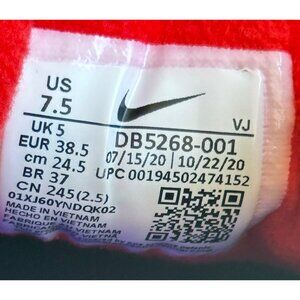 US
7.5
VJ
UK 5
EUR 38.5
cm 24.5
BR 37
CN 245(2.5)
DB5268-001
07/15/20 | 10/22/20
UPC 00194502474152
01XJ60YNDQK02
MADE IN VIETNAM
HECHO EN VIETNAM